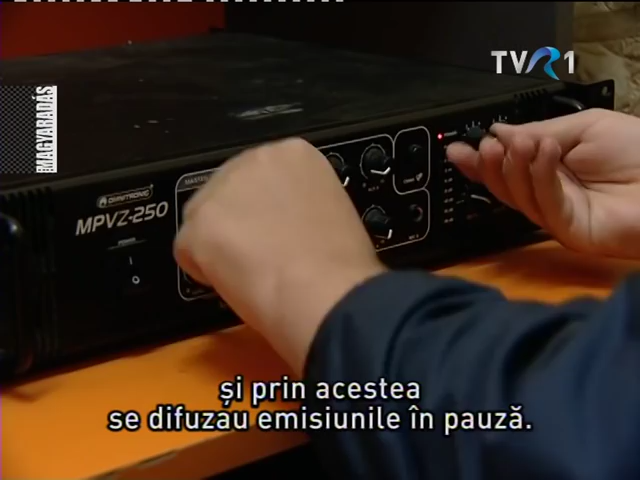 TVR1
MAGYARADÁS
OMNITRONIC
MPVZ-250
și prin acestea
se difuzau emisiunile în pauză.